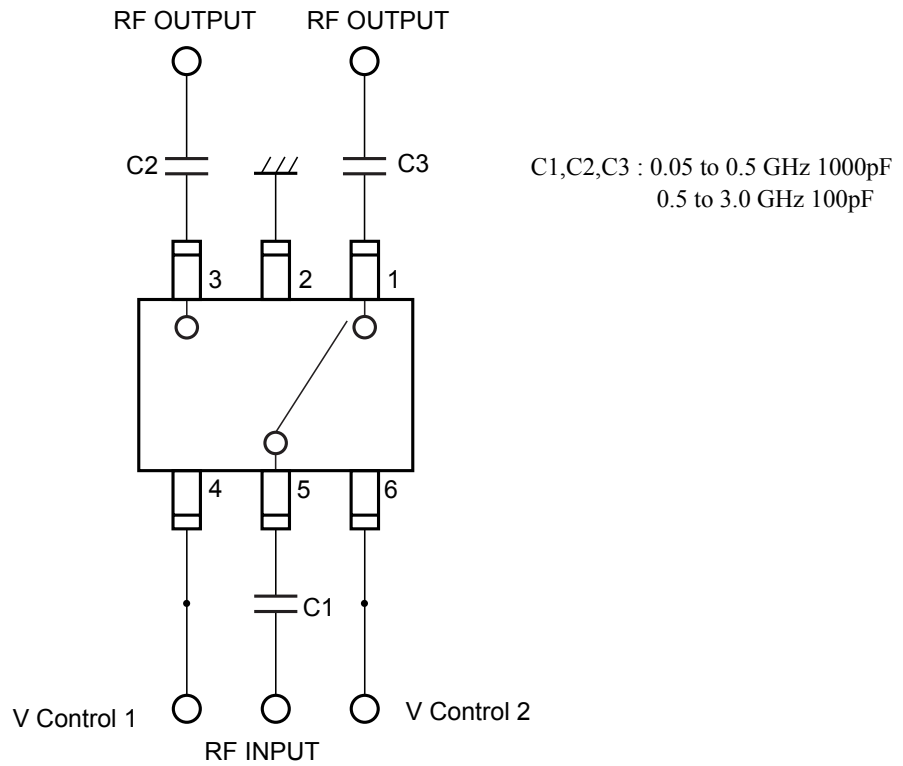 RF OUTPUT RF OUTPUT
C2 C3
C1,C2,C3 : 0.05 to 0.5 GHz 1000pF
0.5 to 3.0 GHz 100pF
3 2 1
4 5 6
C1
V Control 1 V Control 2
RF INPUT